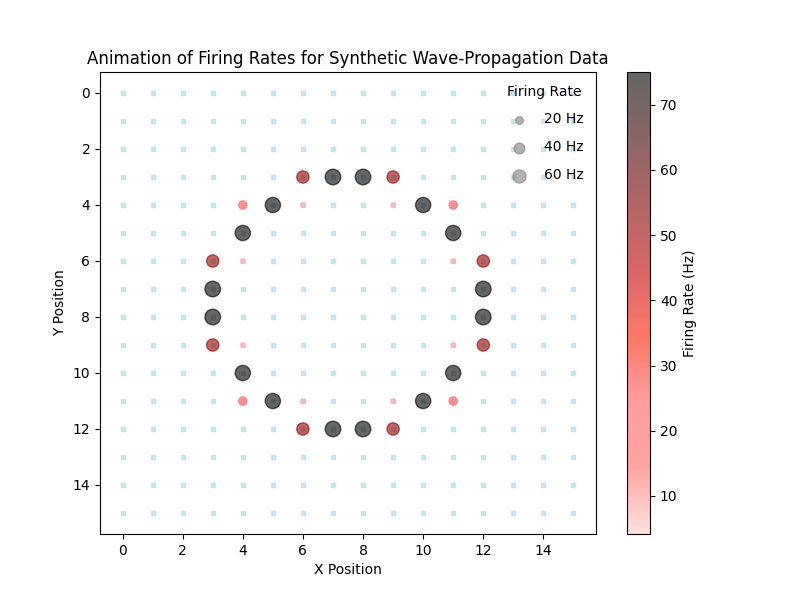 Animation of Firing Rates for Synthetic Wave-Propagation Data
Firing Rate
20 Hz
40 Hz
60 Hz
0
2
4
6
8
10
12
14
Y Position
0 2 4 6 8 10 12 14
X Position
70
60
50
40
30
20
10
Firing Rate (Hz)